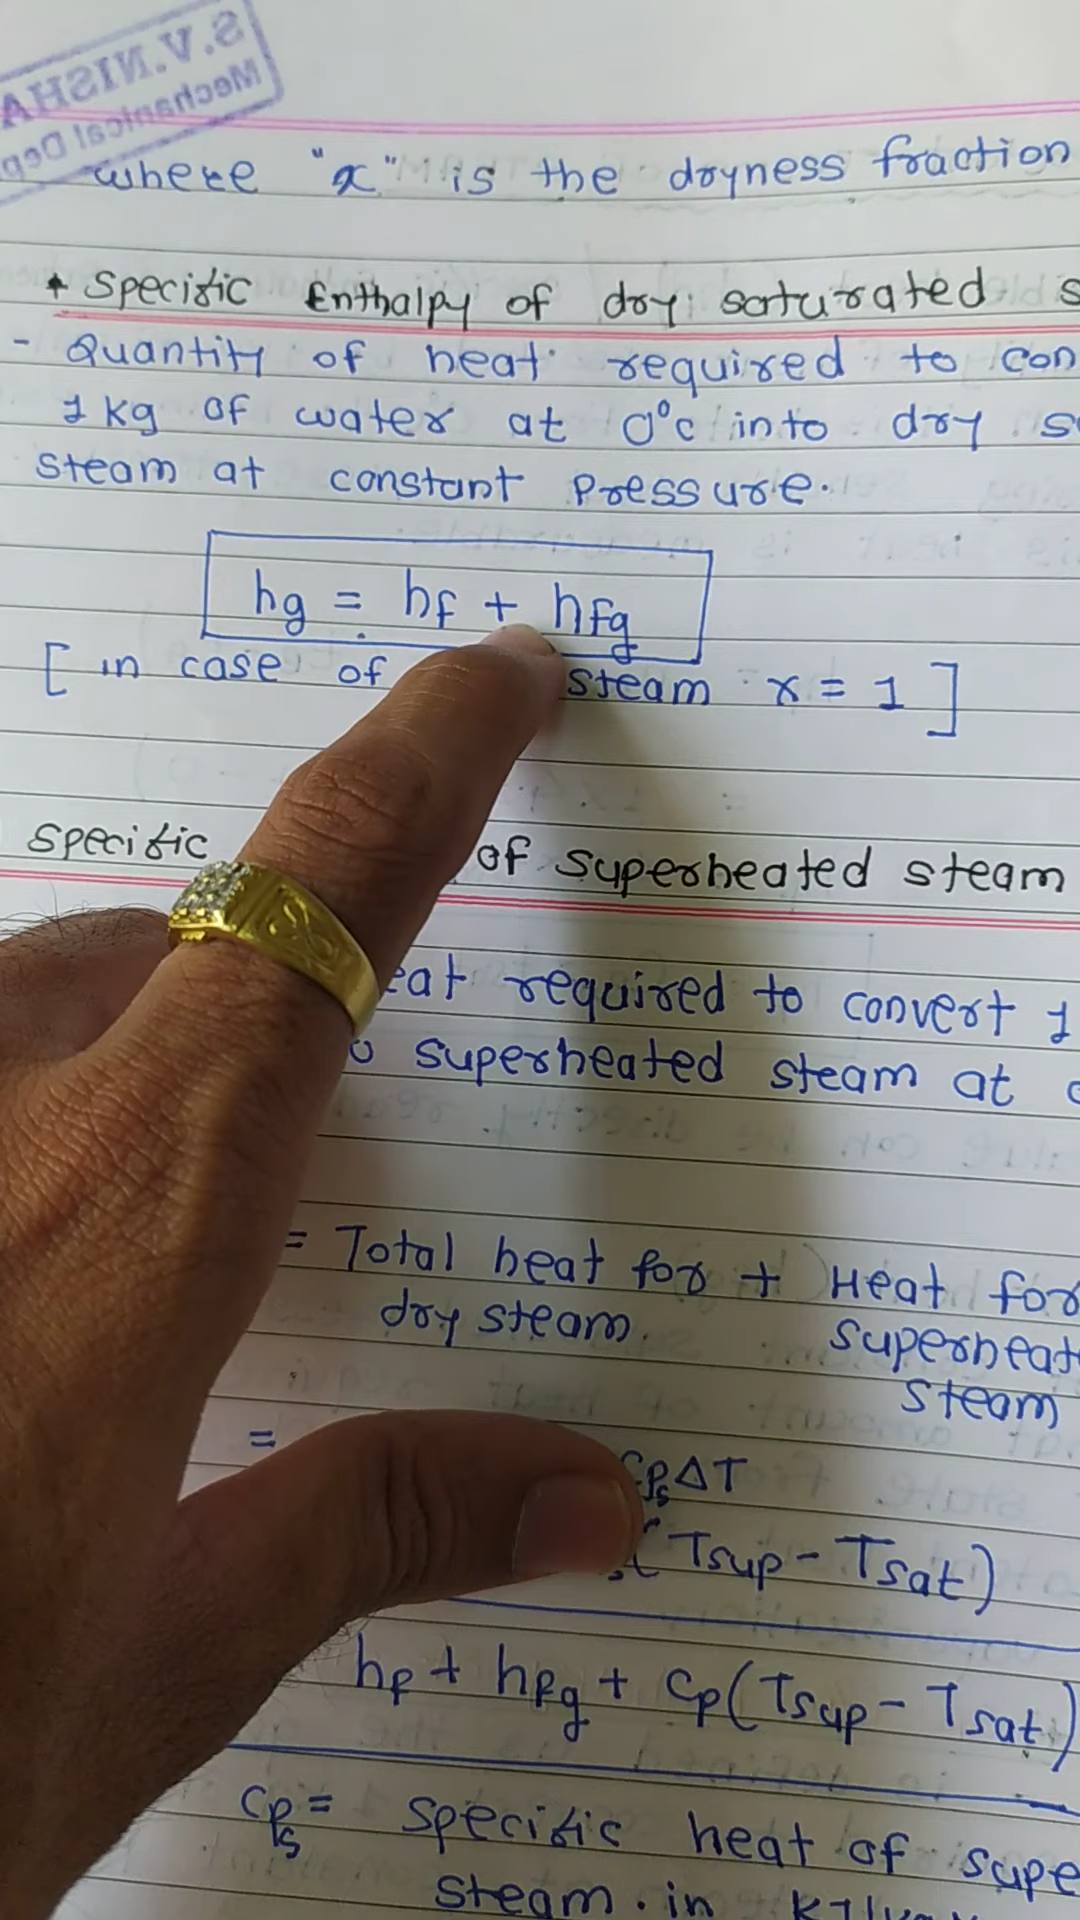 S.V.NISHA
Mechanical Dep
where "x" is the dryness fraction
* Specific Enthalpy of dry saturated s
- Quantity of heat required to con
1 kg of water at 0°c into dry s
steam at constant Pressure.
hg = hf + hfg
[ in case of steam x = 1 ]
Specific of superheated steam
eat required to convert 1
o superheated steam at c
= Total heat for + Heat for
dry steam. superheat
steam
= Cps ΔT
( Tsup - Tsat )
hf + hfg + Cp ( Tsup - Tsat )
Cps = specific heat of supe
steam . in